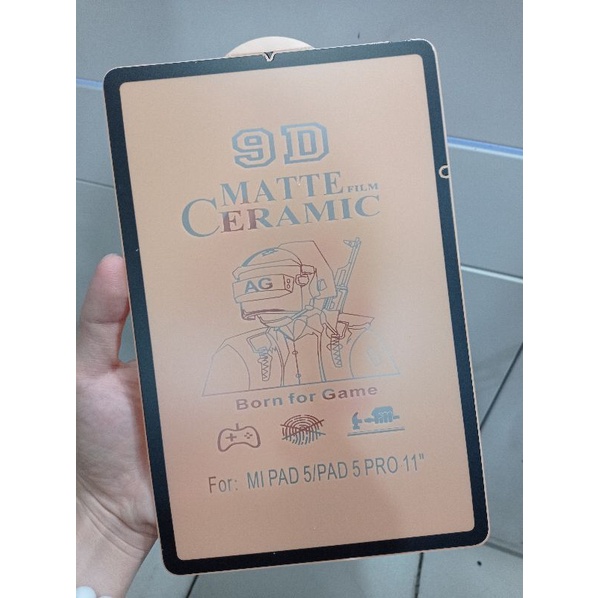 9D
MATTE FILM
CERAMIC
AG
Born for Game
For: MI PAD 5/PAD 5 PRO 11"